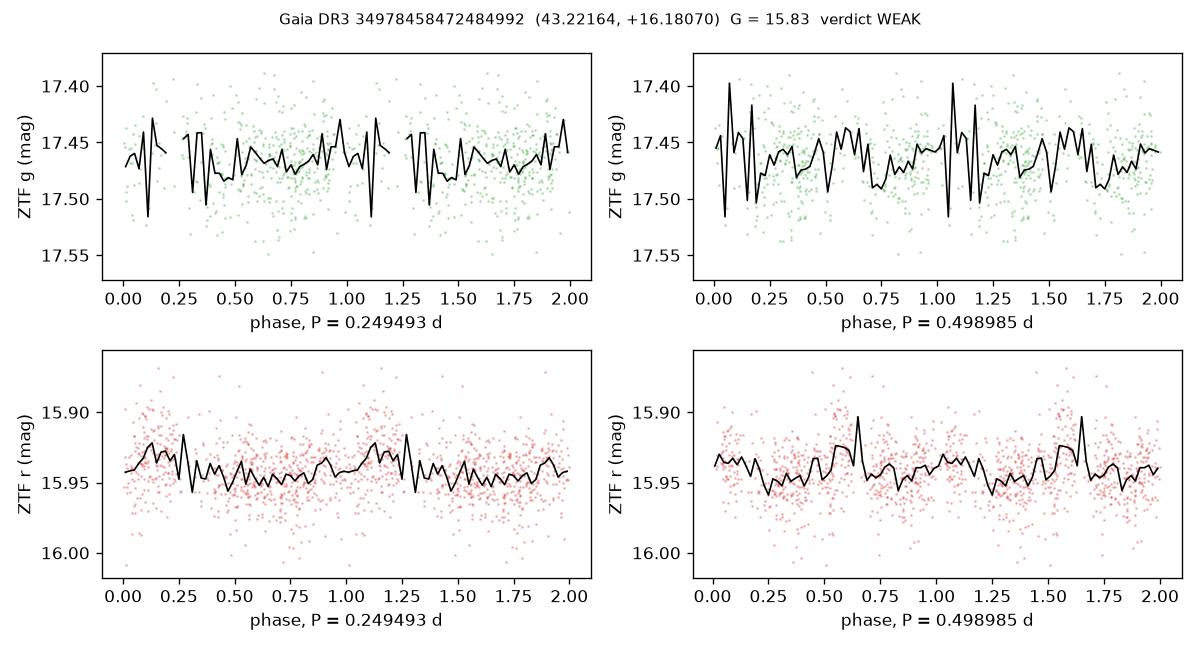 Gaia DR3 34978458472484992 (43.22164, +16.18070) G = 15.83 verdict WEAK
17.40
17.45
17.50
17.55
ZTF g (mag)
0.00 0.25 0.50 0.75 1.00 1.25 1.50 1.75 2.00
phase, P = 0.249493 d
17.40
17.45
17.50
17.55
ZTF g (mag)
0.00 0.25 0.50 0.75 1.00 1.25 1.50 1.75 2.00
phase, P = 0.498985 d
15.90
15.95
16.00
ZTF r (mag)
0.00 0.25 0.50 0.75 1.00 1.25 1.50 1.75 2.00
phase, P = 0.249493 d
15.90
15.95
16.00
ZTF r (mag)
0.00 0.25 0.50 0.75 1.00 1.25 1.50 1.75 2.00
phase, P = 0.498985 d